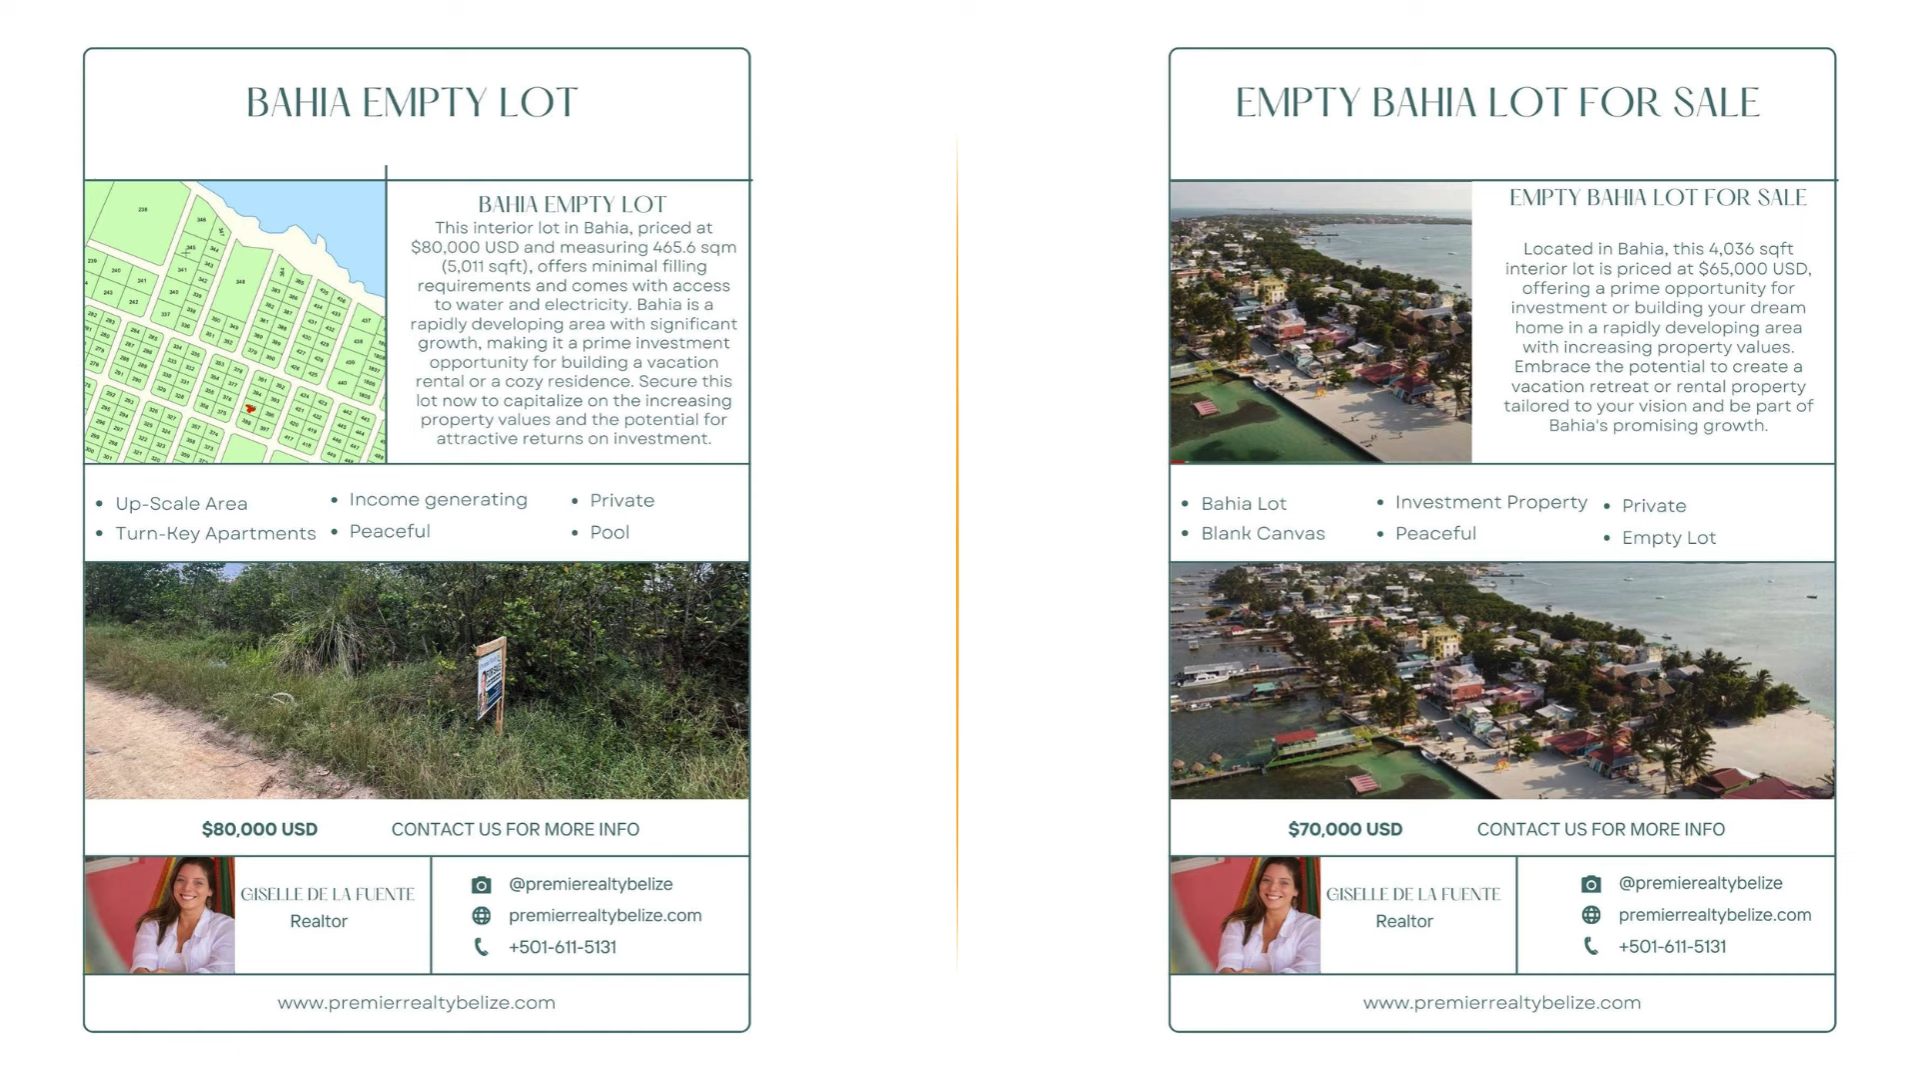 BAHIA EMPTY LOT
BAHIA EMPTY LOT
This interior lot in Bahia, priced at
$80,000 USD and measuring 465.6 sqm
(5,011 sqft), offers minimal filling
requirements and comes with access
to water and electricity. Bahia is a
rapidly developing area with significant
growth, making it a prime investment
opportunity for building a vacation
rental or a cozy residence. Secure this
lot now to capitalize on the increasing
property values and the potential for
attractive returns on investment.
• Up-Scale Area
• Turn-Key Apartments
• Income generating
• Peaceful
• Private
• Pool
$80,000 USD
CONTACT US FOR MORE INFO
GISELLE DE LA FUENTE
Realtor
@premierealtybelize
premierrealtybelize.com
+501-611-5131
www.premierrealtybelize.com
EMPTY BAHIA LOT FOR SALE
EMPTY BAHIA LOT FOR SALE
Located in Bahia, this 4,036 sqft
interior lot is priced at $65,000 USD,
offering a prime opportunity for
investment or building your dream
home in a rapidly developing area
with increasing property values.
Embrace the potential to create a
vacation retreat or rental property
tailored to your vision and be part of
Bahia's promising growth.
• Bahia Lot
• Blank Canvas
• Investment Property
• Peaceful
• Private
• Empty Lot
$70,000 USD
CONTACT US FOR MORE INFO
GISELLE DE LA FUENTE
Realtor
@premierealtybelize
premierrealtybelize.com
+501-611-5131
www.premierrealtybelize.com